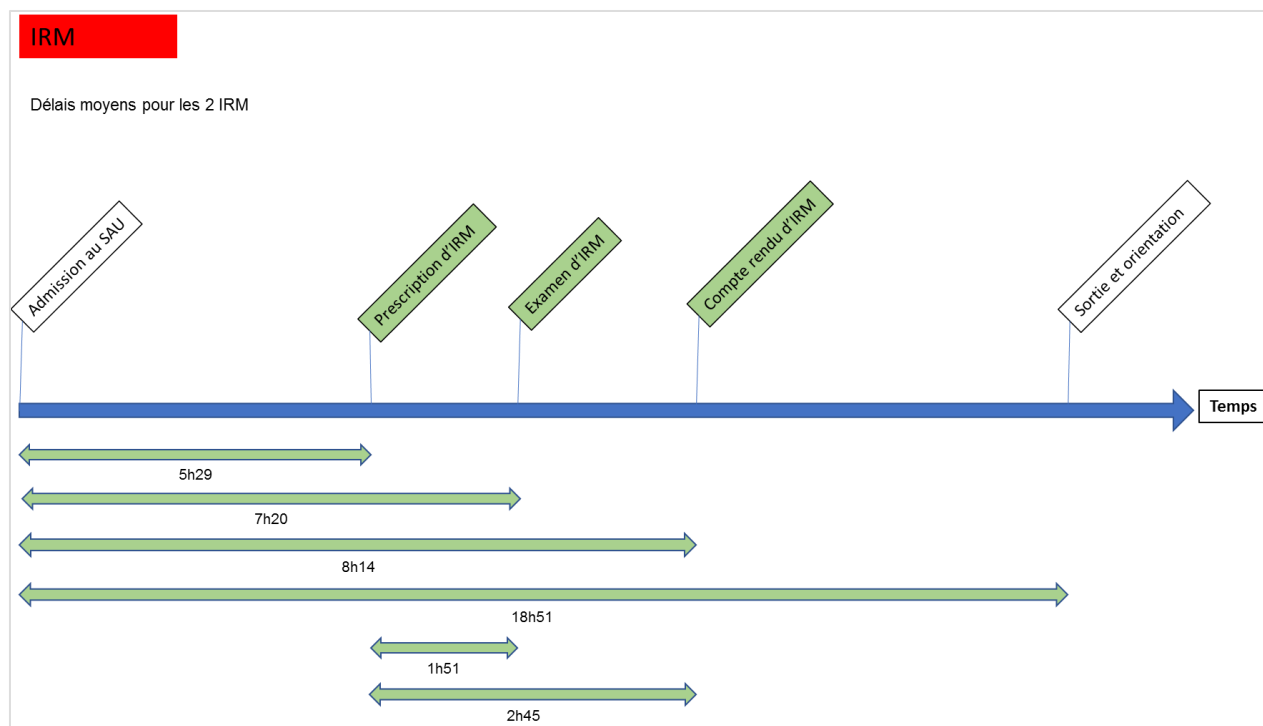 IRM
Délais moyens pour les 2 IRM
Admission au SAU
Prescription d'IRM
Examen d'IRM
Compte rendu d'IRM
Sortie et orientation
Temps
5h29
7h20
8h14
18h51
1h51
2h45